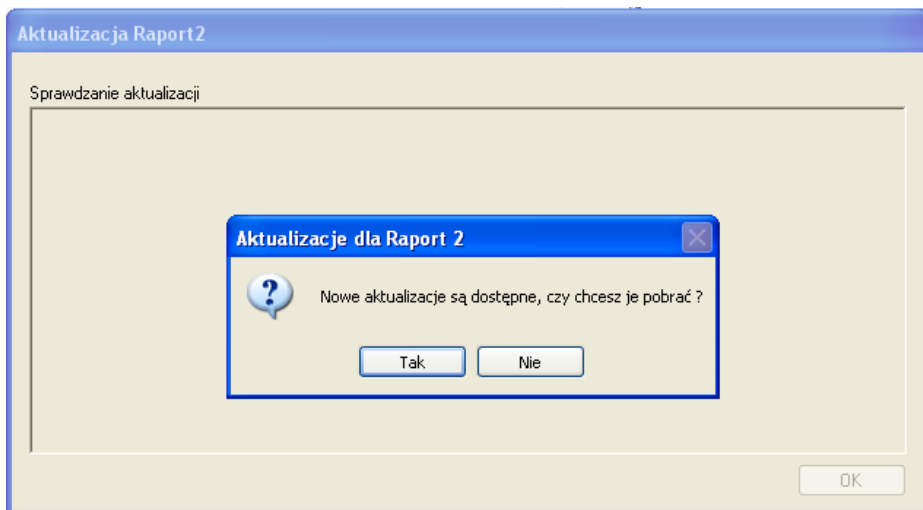 Aktualizacja Raport2
Sprawdzanie aktualizacji
Aktualizacje dla Raport 2
Nowe aktualizacje są dostępne, czy chcesz je pobrać ?
Tak Nie
OK